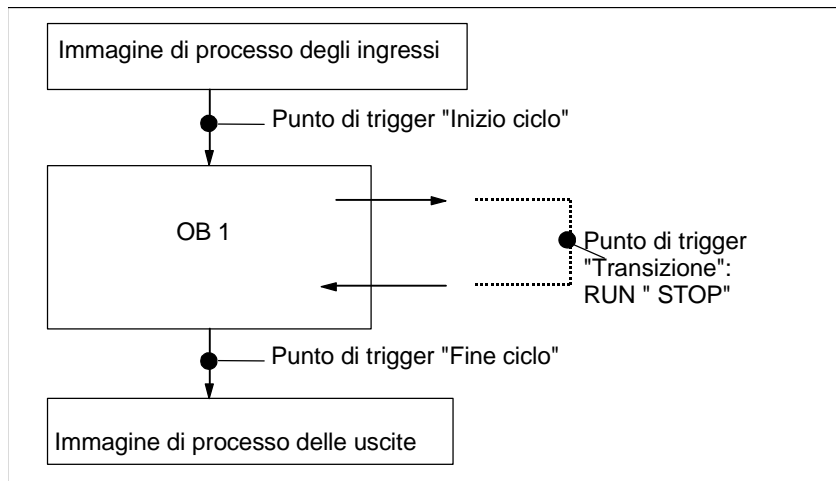 Immagine di processo degli ingressi
Punto di trigger "Inizio ciclo"
OB 1
Punto di trigger
"Transizione":
RUN " STOP"
Punto di trigger "Fine ciclo"
Immagine di processo delle uscite